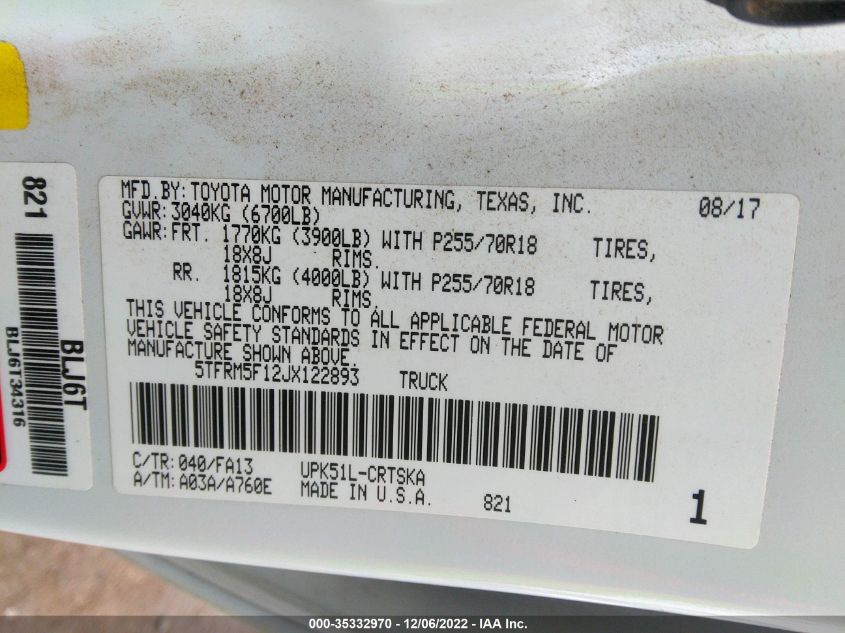 821
BLJ6T
BLJ6T34316
MFD.BY:TOYOTA MOTOR MANUFACTURING, TEXAS, INC. 08/17
GVWR:3040KG (6700LB)
GAWR:FRT. 1770KG (3900LB) WITH P255/70R18 TIRES,
18X8J RIMS.
RR. 1815KG (4000LB) WITH P255/70R18 TIRES,
18X8J RIMS.
THIS VEHICLE CONFORMS TO ALL APPLICABLE FEDERAL MOTOR
VEHICLE SAFETY STANDARDS IN EFFECT ON THE DATE OF
MANUFACTURE SHOWN ABOVE.
5TFRM5F12JX122893 TRUCK
C/TR:040/FA13 UPK51L-CRTSKA
A/TM:A03A/A760E MADE IN U.S.A. 821 1
000-35332970 - 12/06/2022 - IAA Inc.